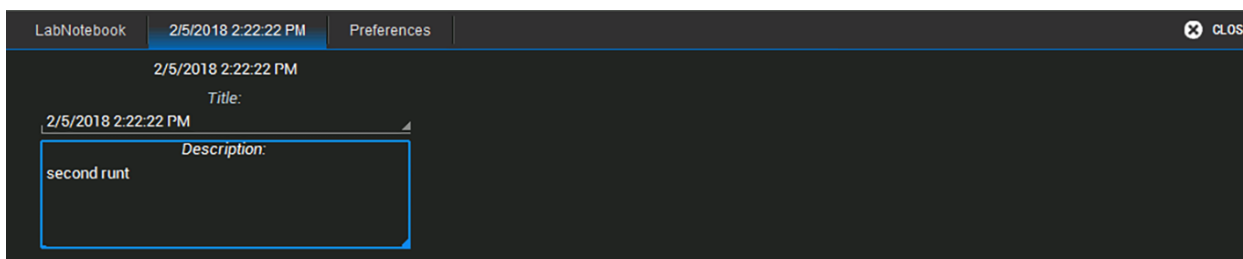 LabNotebook 2/5/2018 2:22:22 PM Preferences CLOS
2/5/2018 2:22:22 PM
Title:
2/5/2018 2:22:22 PM
Description:
second runt